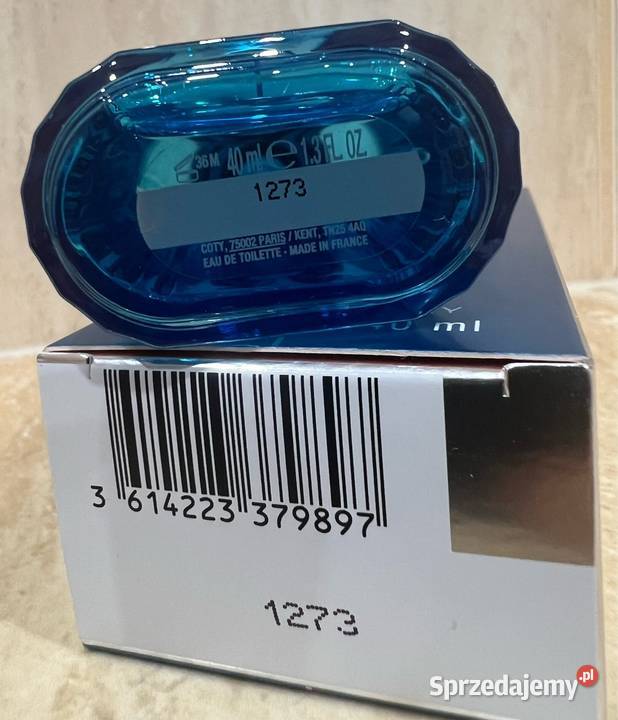 36M 40 ml ℮ 1.3 FL. OZ.
1273
COTY, 75002 PARIS / KENT, TN25 4AQ
EAU DE TOILETTE - MADE IN FRANCE
ml
3 614223 379897
1273
Sprzedajemy.pl